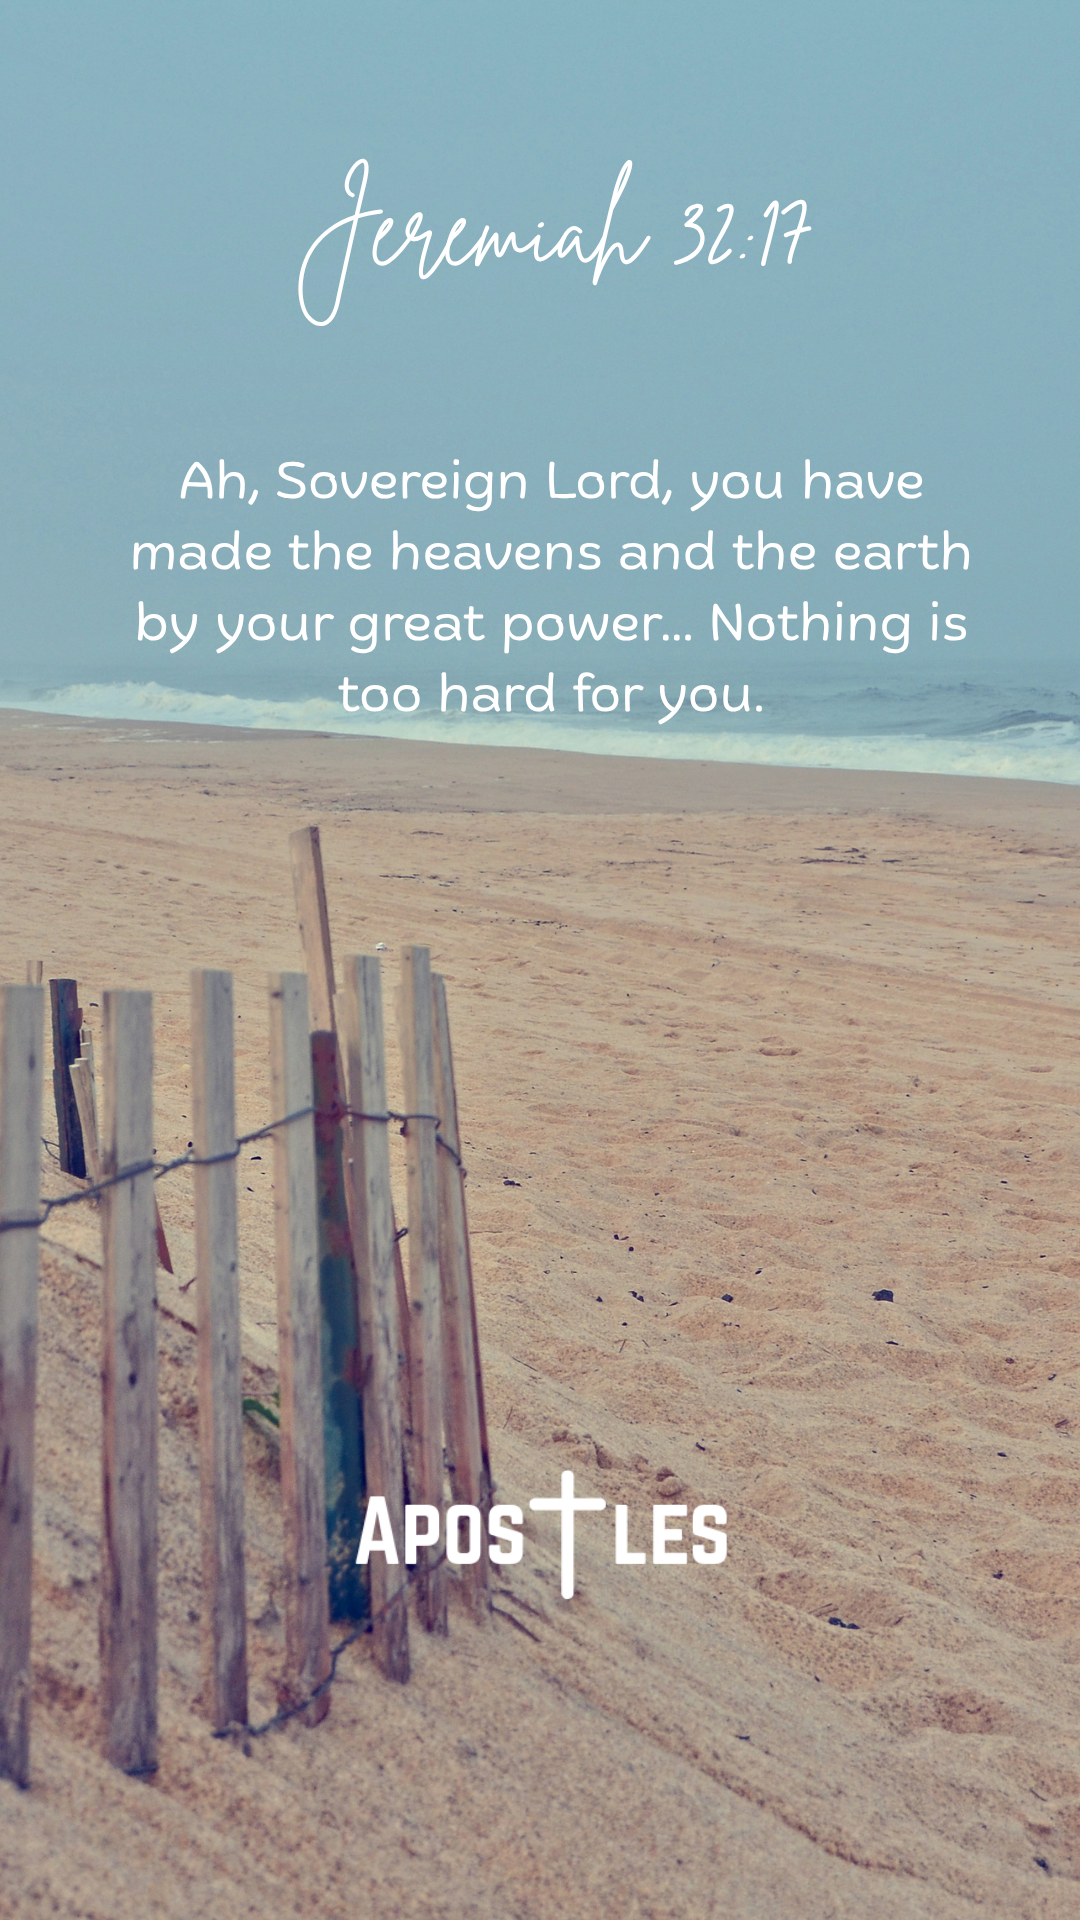 Jeremiah 32:17
Ah, Sovereign Lord, you have
made the heavens and the earth
by your great power... Nothing is
too hard for you.
APOSTLES